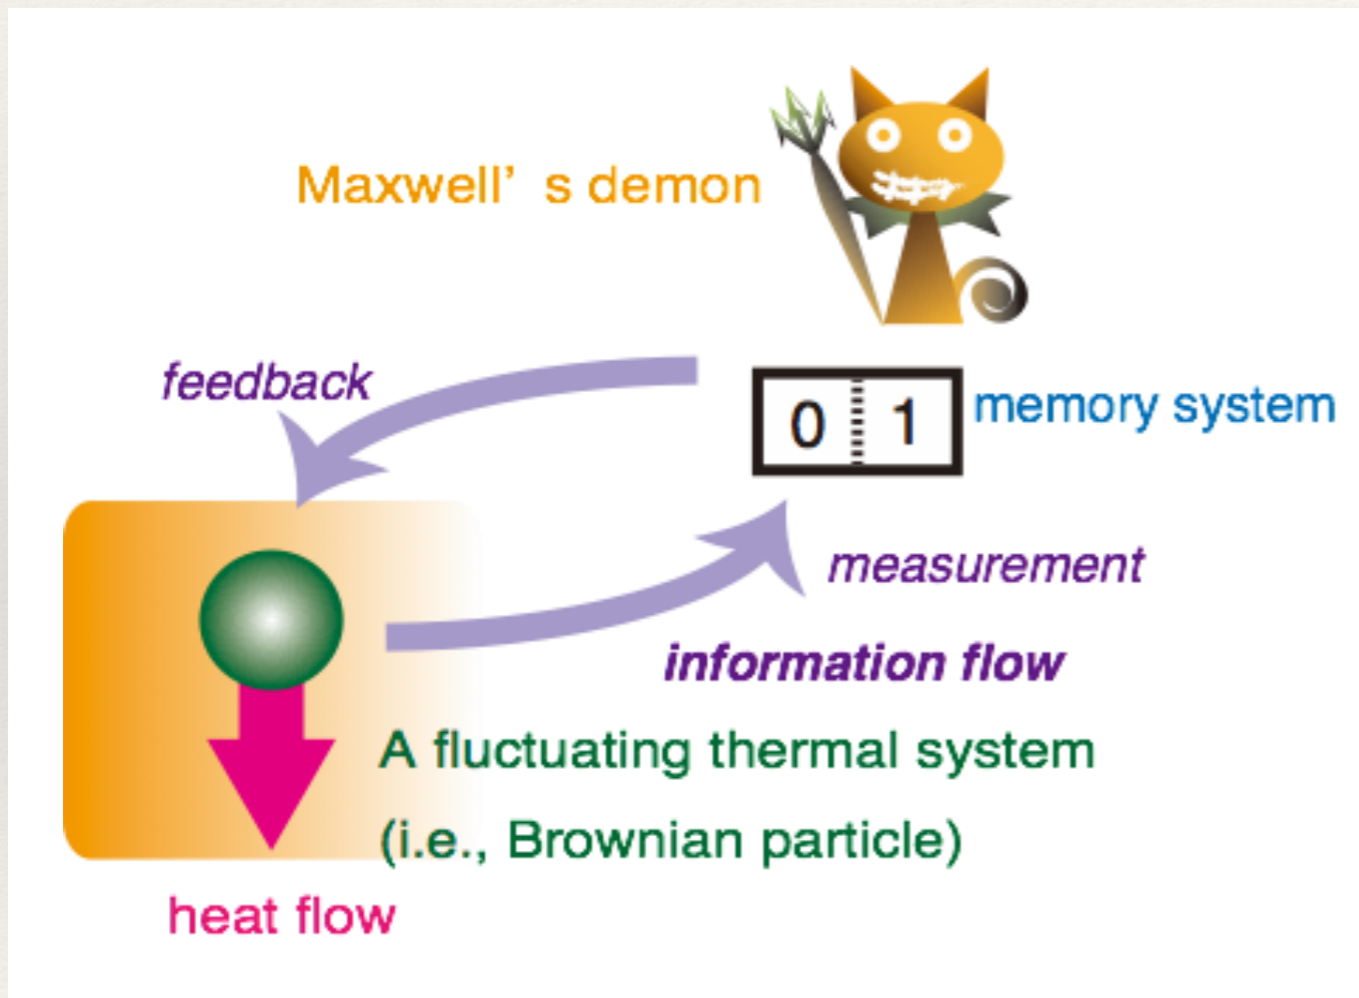 Maxwell’ s demon
feedback
0 1
memory system
measurement
information flow
A fluctuating thermal system
(i.e., Brownian particle)
heat flow